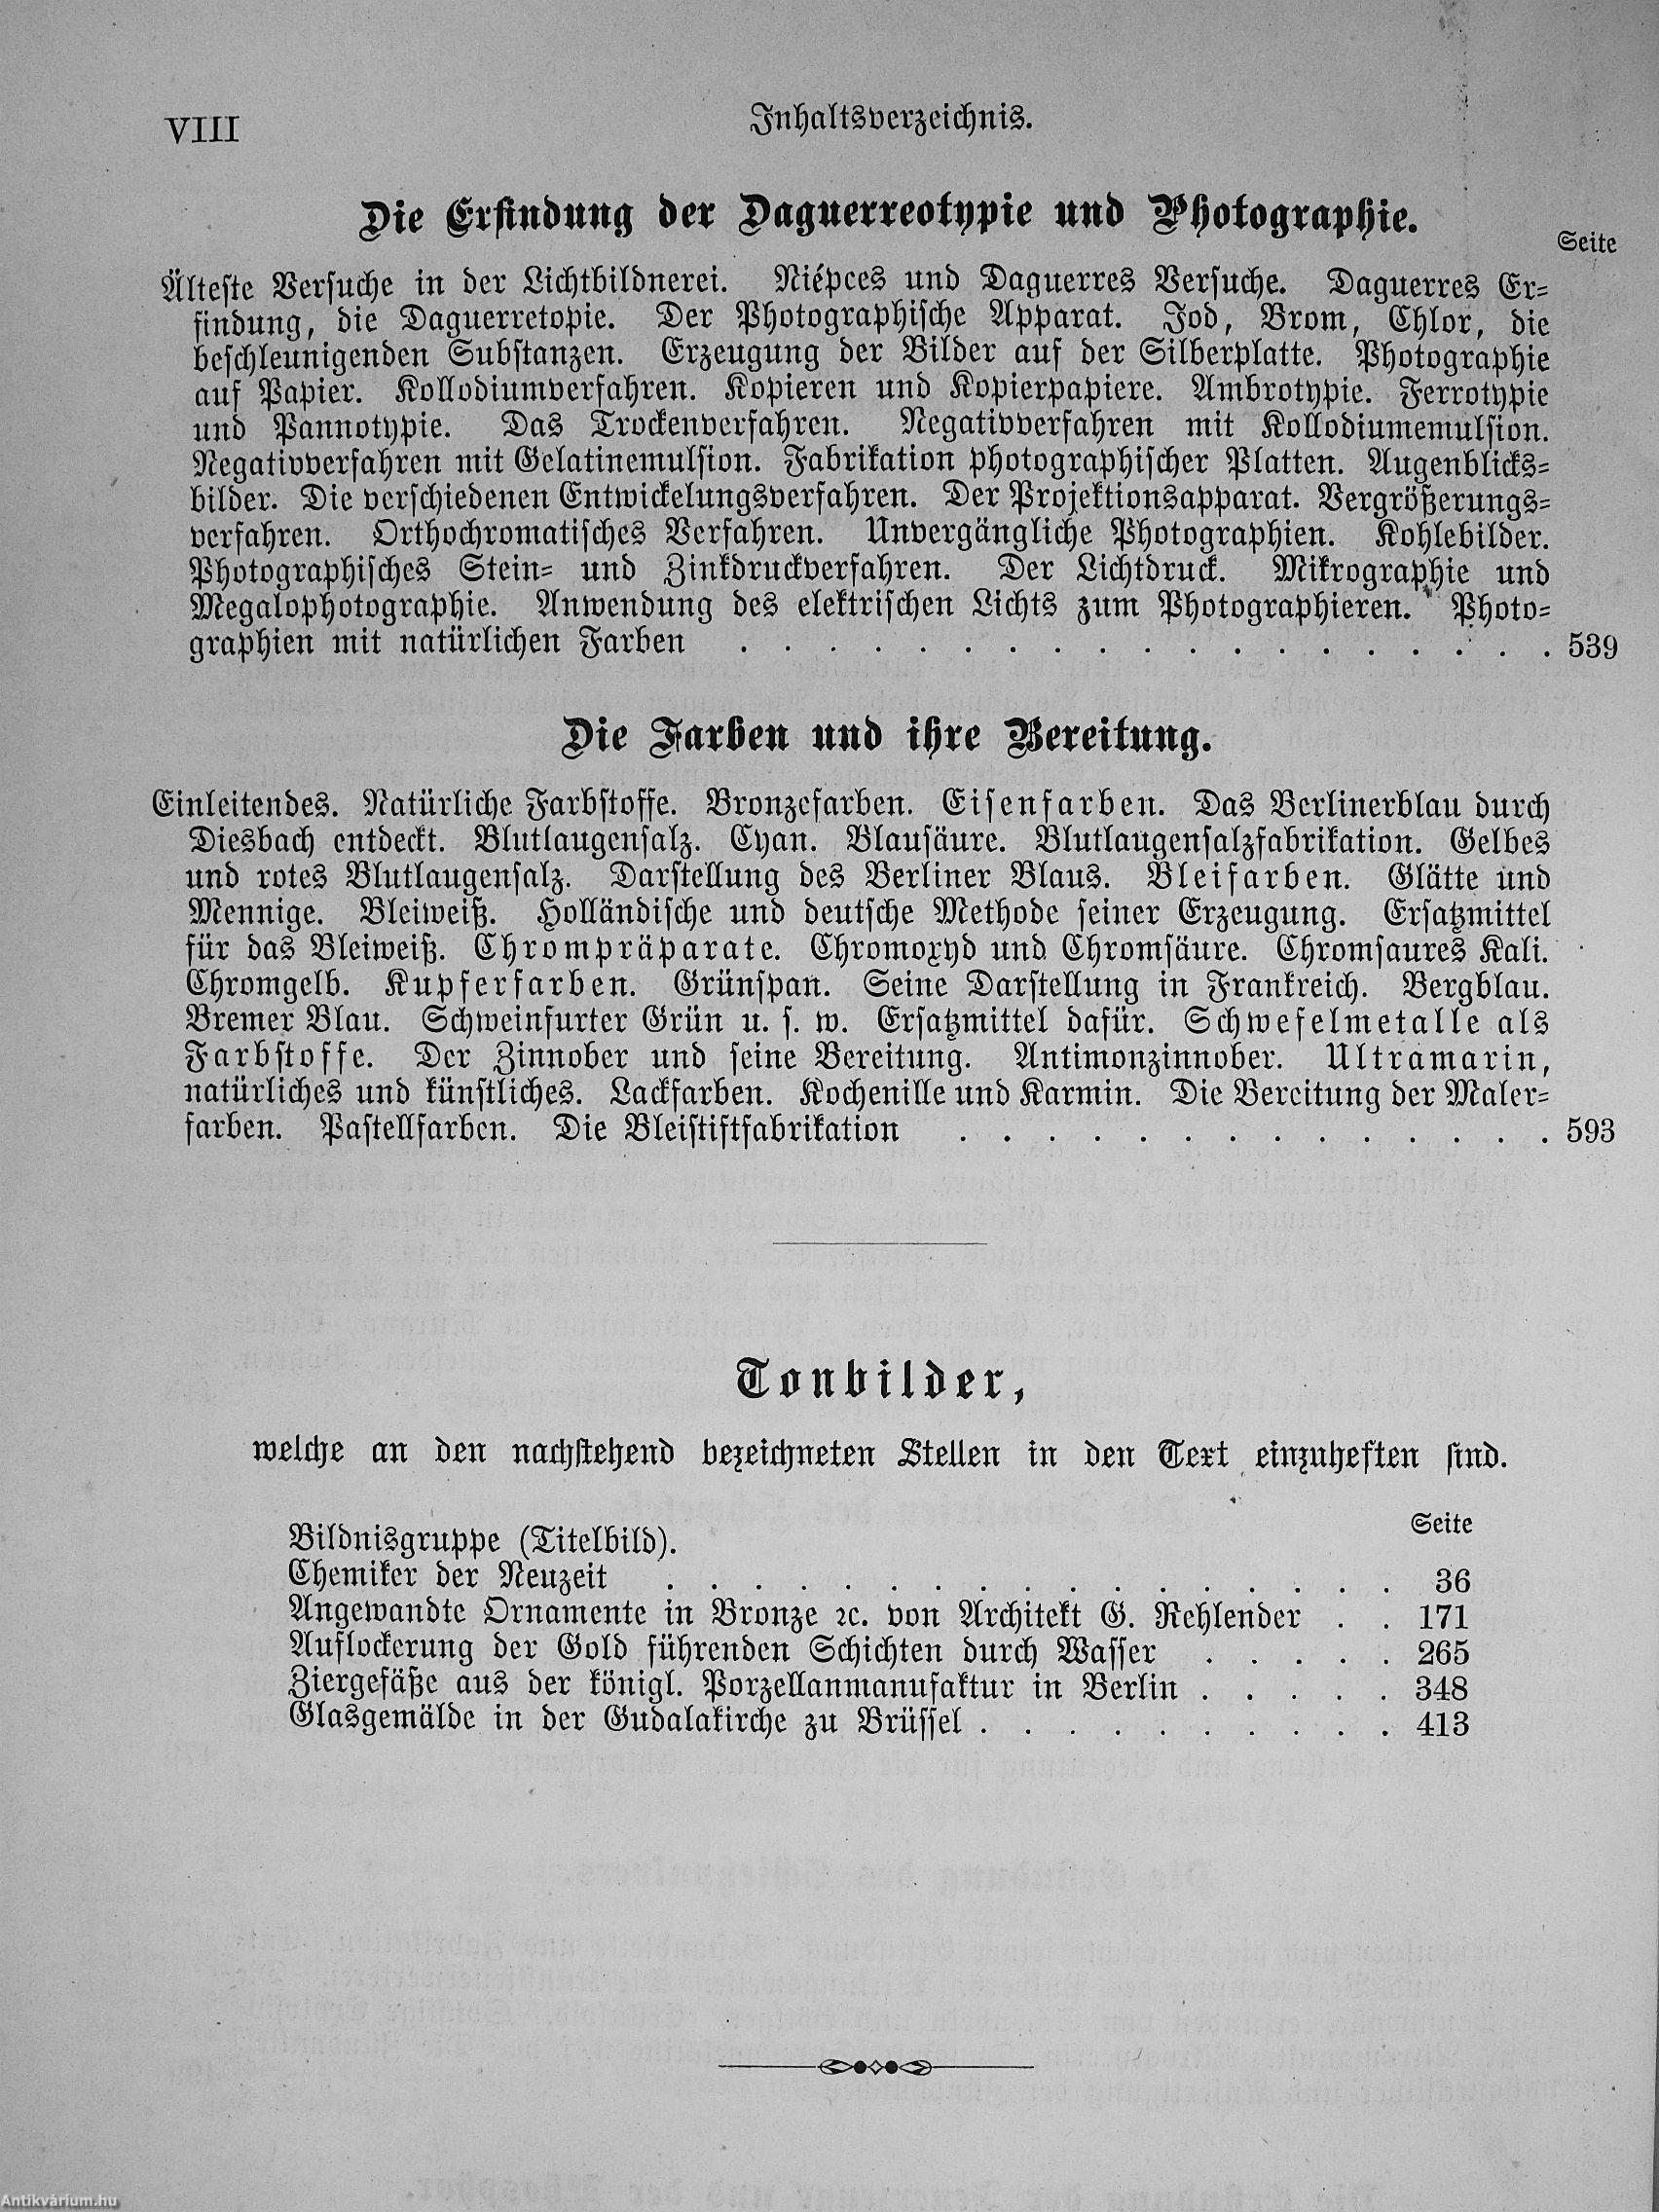 VIII
Inhaltsverzeichnis.
Die Erfindung der Daguerreotypie und Photographie.
Seite
Älteste Versuche in der Lichtbildnerei. Niépces und Daguerres Versuche. Daguerres Er-
findung, die Daguerretopie. Der Photographische Apparat. Jod, Brom, Chlor, die
beschleunigenden Substanzen. Erzeugung der Bilder auf der Silberplatte. Photographie
auf Papier. Kollodiumverfahren. Kopieren und Kopierpapiere. Ambrotypie. Ferrotypie
und Pannotypie. Das Trockenverfahren. Negativverfahren mit Kollodiumemulsion.
Negativverfahren mit Gelatinemulsion. Fabrikation photographischer Platten. Augenblicks-
bilder. Die verschiedenen Entwickelungsverfahren. Der Projektionsapparat. Vergrößerungs-
verfahren. Orthochromatisches Verfahren. Unvergängliche Photographien. Kohlebilder.
Photographisches Stein- und Zinkdruckverfahren. Der Lichtdruck. Mikrographie und
Megalophotographie. Anwendung des elektrischen Lichts zum Photographieren. Photo-
graphien mit natürlichen Farben . . . . . . . . . . . . . . . . . . . 539
Die Farben und ihre Bereitung.
Einleitendes. Natürliche Farbstoffe. Bronzefarben. Eisenfarben. Das Berlinerblau durch
Diesbach entdeckt. Blutlaugensalz. Cyan. Blausäure. Blutlaugensalzfabrikation. Gelbes
und rotes Blutlaugensalz. Darstellung des Berliner Blaus. Bleifarben. Glätte und
Mennige. Bleiweiß. Holländische und deutsche Methode seiner Erzeugung. Ersatzmittel
für das Bleiweiß. Chrompräparate. Chromoxyd und Chromsäure. Chromsaures Kali.
Chromgelb. Kupferfarben. Grünspan. Seine Darstellung in Frankreich. Bergblau.
Bremer Blau. Schweinfurter Grün u. s. w. Ersatzmittel dafür. Schwefelmetalle als
Farbstoffe. Der Zinnober und seine Bereitung. Antimonzinnober. Ultramarin,
natürliches und künstliches. Lackfarben. Kochenille und Karmin. Die Bereitung der Maler-
farben. Pastellfarben. Die Bleistiftfabrikation . . . . . . . . . . . . . . 593
Tonbilder,
welche an den nachstehend bezeichneten Stellen in den Text einzuheften sind.
Seite
Bildnisgruppe (Titelbild).
Chemiker der Neuzeit . . . . . . . . . . . . . . . . . 36
Angewandte Ornamente in Bronze ꝛc. von Architekt G. Rehlender . . 171
Auflockerung der Gold führenden Schichten durch Wasser . . . . . 265
Ziergefäße aus der königl. Porzellanmanufaktur in Berlin . . . . . 348
Glasgemälde in der Gudalakirche zu Brüssel . . . . . . . . . . 413
Antikvárium.hu